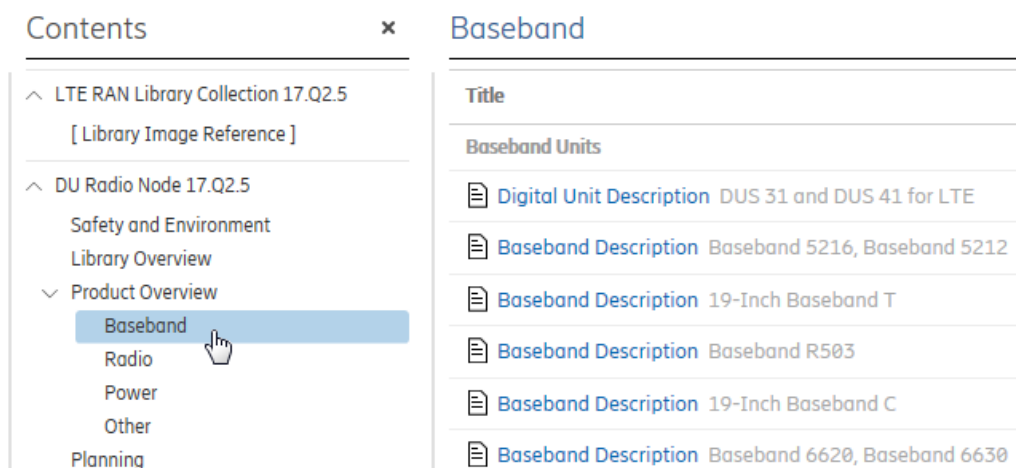 Contents
LTE RAN Library Collection 17.Q2.5
[ Library Image Reference ]
DU Radio Node 17.Q2.5
Safety and Environment
Library Overview
Product Overview
Baseband
Radio
Power
Other
Planning
Baseband
Title
Baseband Units
Digital Unit Description DUS 31 and DUS 41 for LTE
Baseband Description Baseband 5216, Baseband 5212
Baseband Description 19-Inch Baseband T
Baseband Description Baseband R503
Baseband Description 19-Inch Baseband C
Baseband Description Baseband 6620, Baseband 6630